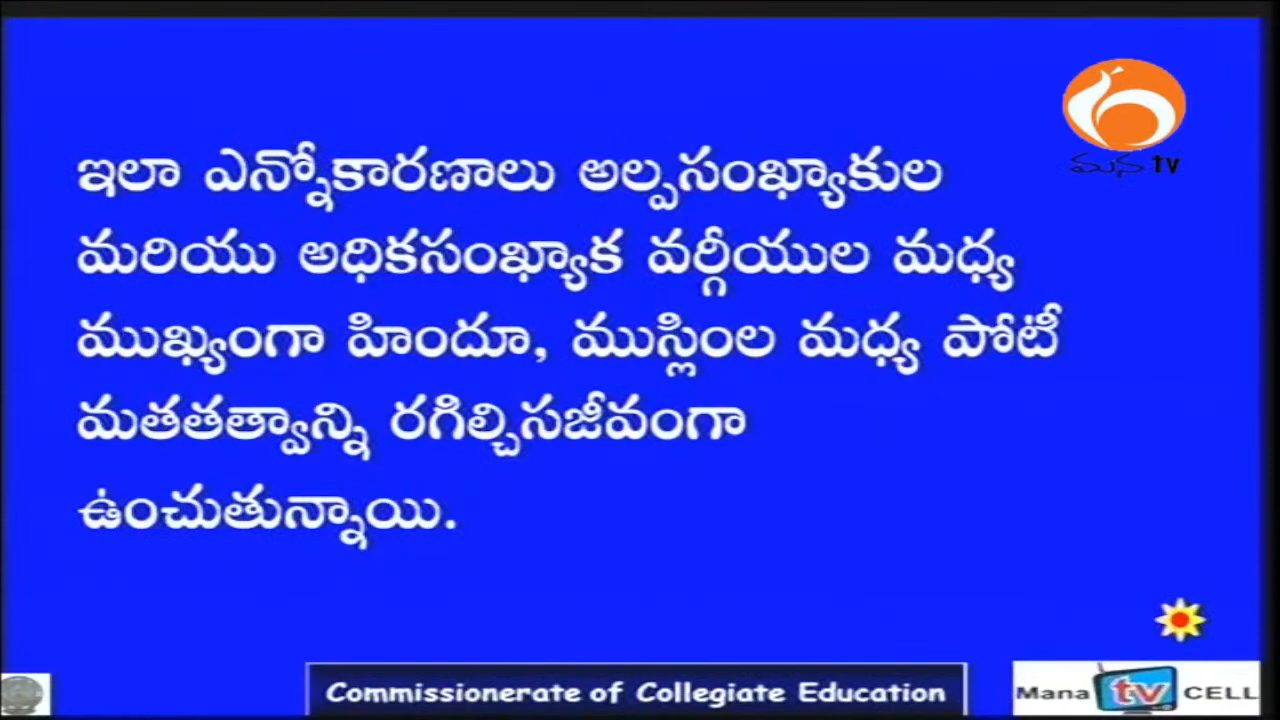 ఇలా ఎన్నోకారణాలు అల్పసంఖ్యాకుల
మరియు అధికసంఖ్యాక వర్గీయుల మధ్య
ముఖ్యంగా హిందూ, ముస్లింల మధ్య పోటీ
మతతత్వాన్ని రగిల్చిసజీవంగా
ఉంచుతున్నాయి.
మన tv
Commissionerate of Collegiate Education
Mana tv CELL